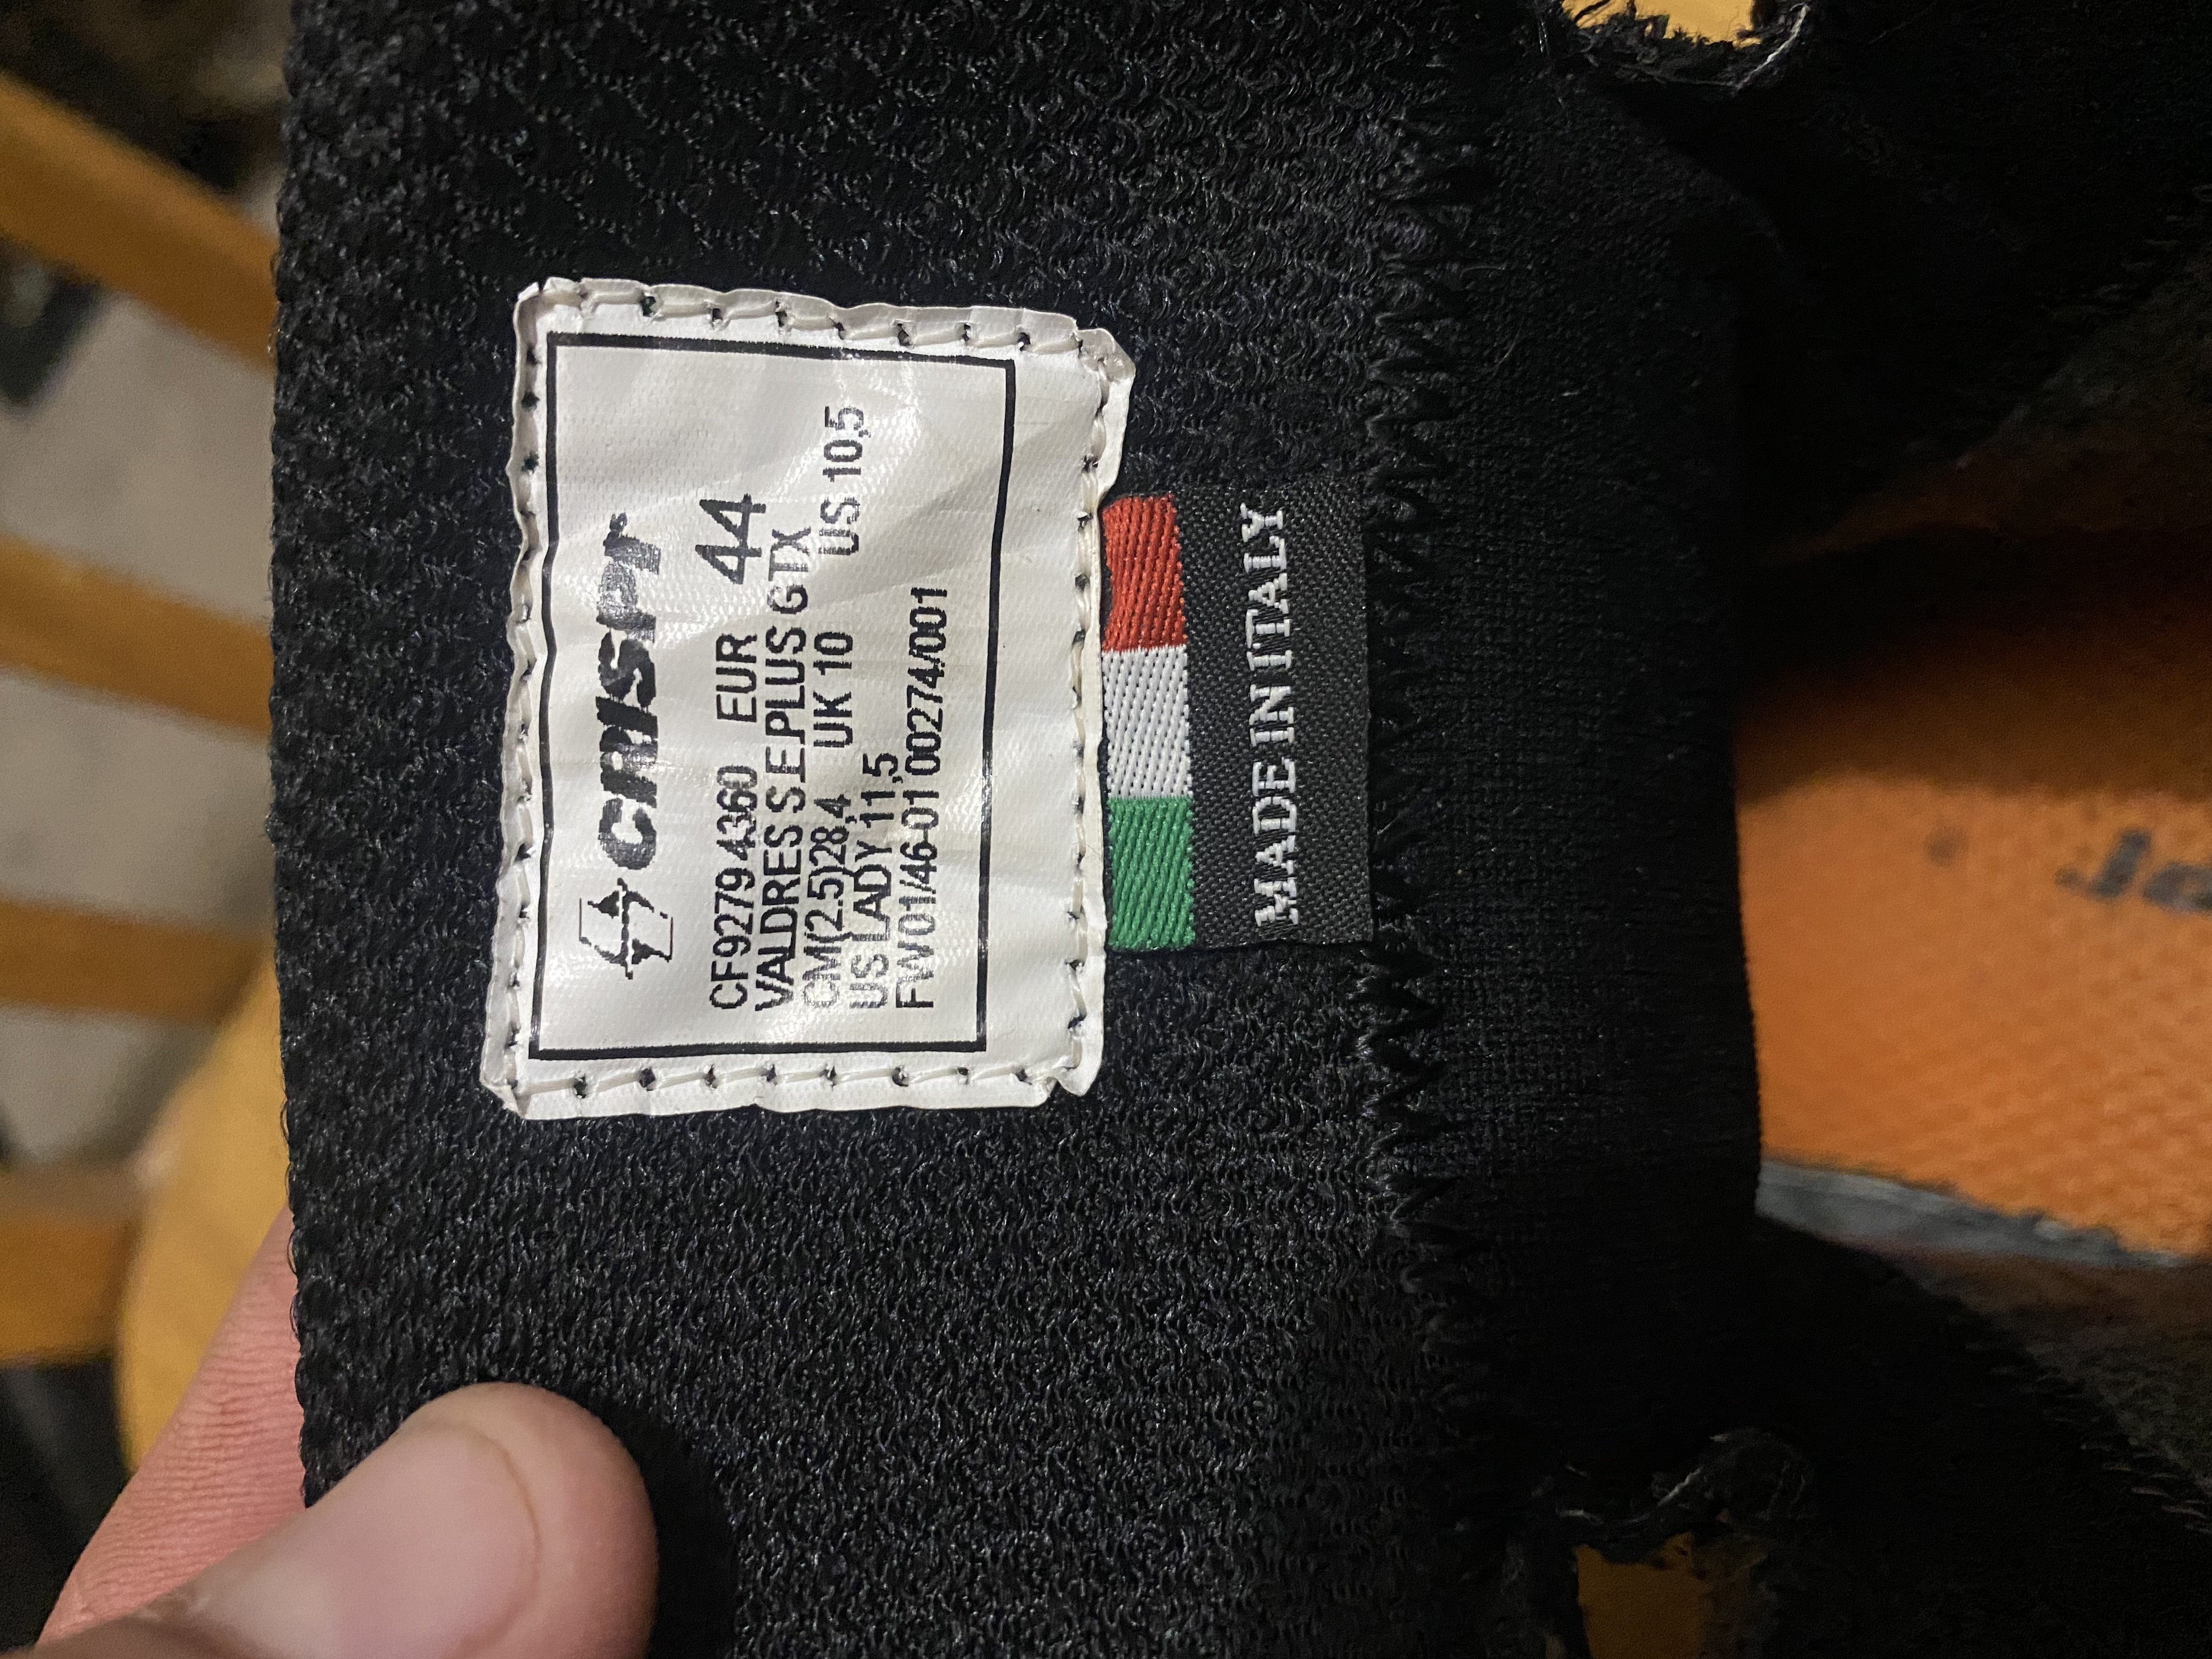 CRISPI
CF9279 4360 EUR 44
VALDRES S.E.PLUS GTX
CM(2.5)28,4 UK 10 US 10,5
US LADY 11,5
FW01/46-01 00274/001
MADE IN ITALY